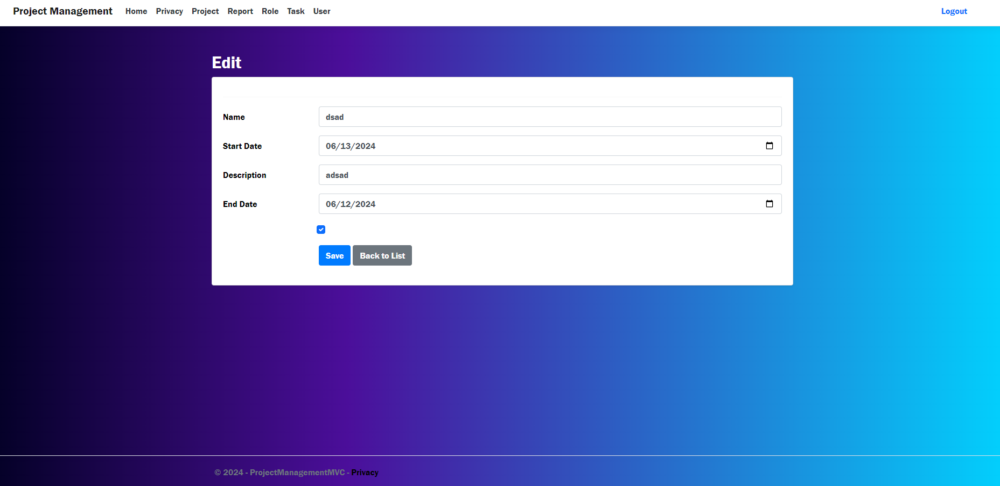 Project Management Home Privacy Project Report Role Task User Logout
Edit
Name dsad
Start Date 06/13/2024
Description adsad
End Date 06/12/2024
Save Back to List
© 2024 - ProjectManagementMVC - Privacy